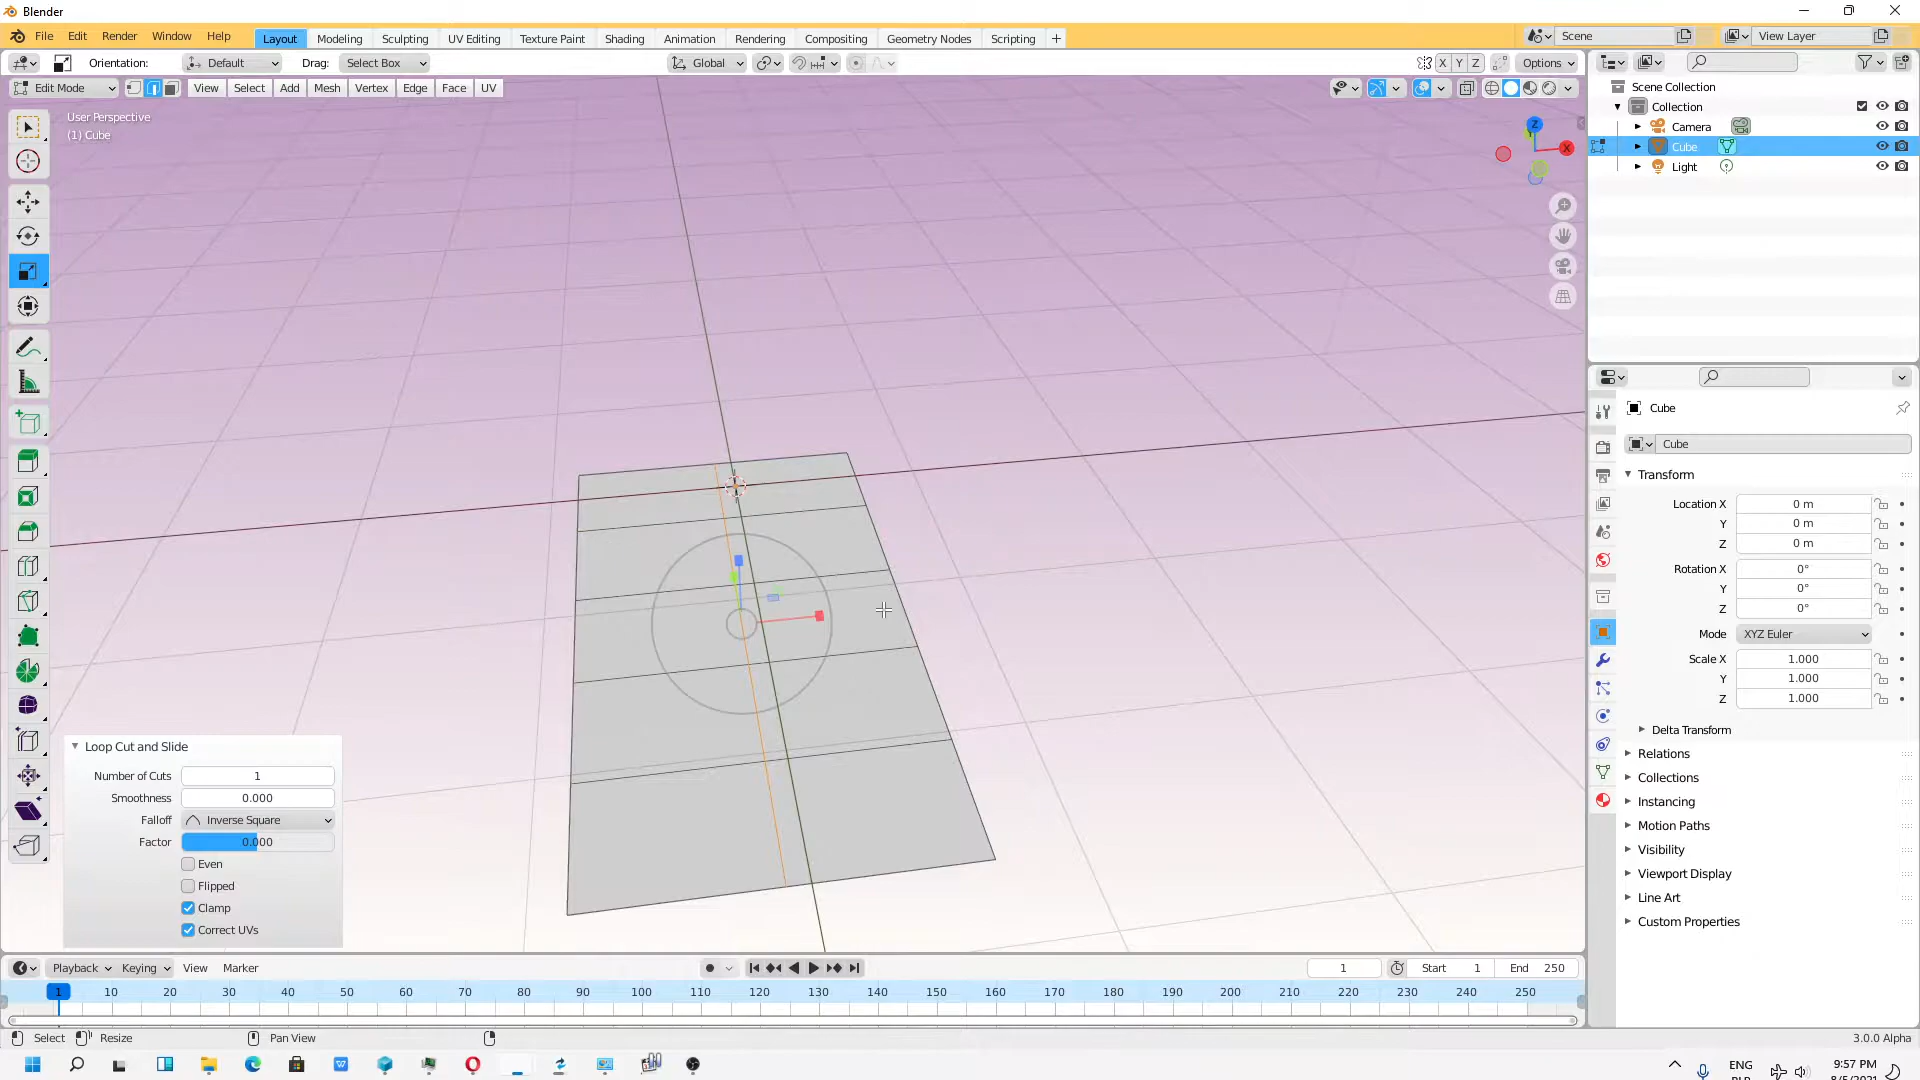 Blender
File Edit Render Window Help Layout Modeling Sculpting UV Editing Texture Paint Shading Animation Rendering Compositing Geometry Nodes Scripting + Scene View Layer
Orientation: Default Drag: Select Box Global X Y Z Options
Edit Mode View Select Add Mesh Vertex Edge Face UV
User Perspective
(1) Cube
Z
X
Scene Collection
Collection
Camera
Cube
Light
Cube
Cube
Transform
Location X 0 m
Y 0 m
Z 0 m
Rotation X 0°
Y 0°
Z 0°
Mode XYZ Euler
Scale X 1.000
Y 1.000
Z 1.000
Delta Transform
Relations
Collections
Instancing
Motion Paths
Visibility
Viewport Display
Line Art
Custom Properties
Loop Cut and Slide
Number of Cuts 1
Smoothness 0.000
Falloff Inverse Square
Factor 0.000
Even
Flipped
Clamp
Correct UVs
Playback Keying View Marker 1 Start 1 End 250
1 10 20 30 40 50 60 70 80 90 100 110 120 130 140 150 160 170 180 190 200 210 220 230 240 250
Select Resize Pan View 3.0.0 Alpha
ENG 9:57 PM